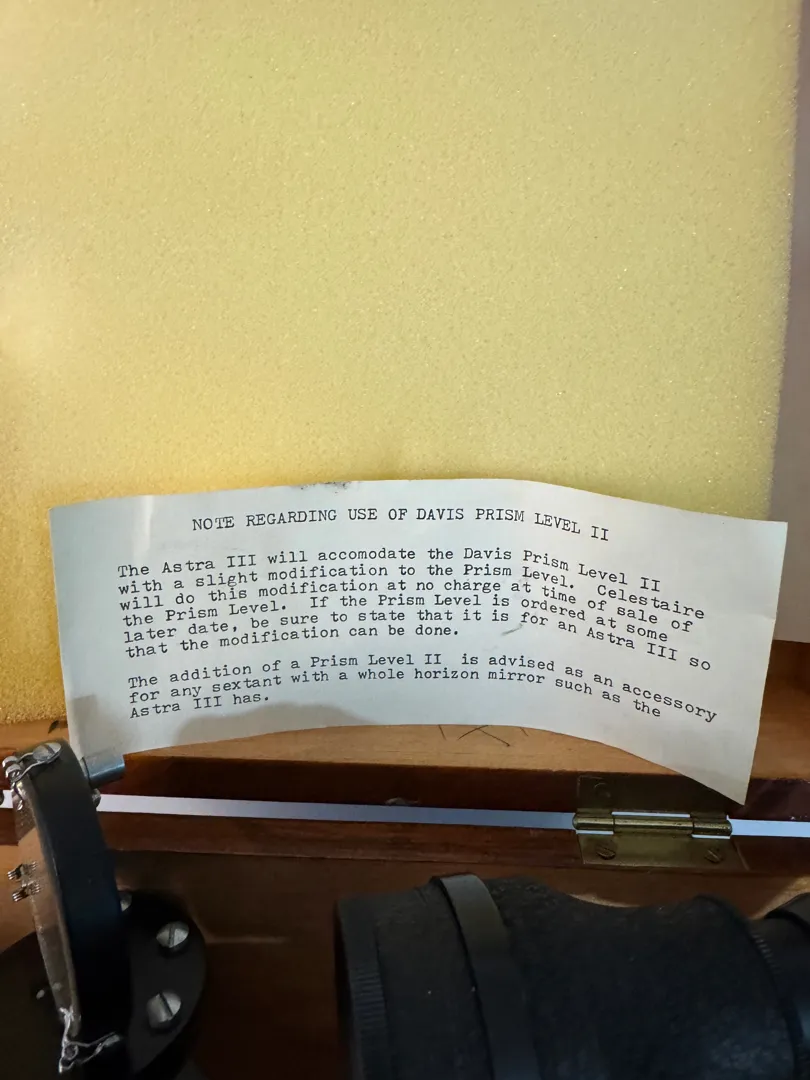 NOTE REGARDING USE OF DAVIS PRISM LEVEL II
The Astra III will accomodate the Davis Prism Level II
with a slight modification to the Prism Level. Celestaire
will do this modification at no charge at time of sale of
the Prism Level. If the Prism Level is ordered at some
later date, be sure to state that it is for an Astra III so
that the modification can be done.
The addition of a Prism Level II is advised as an accessory
for any sextant with a whole horizon mirror such as the
Astra III has.